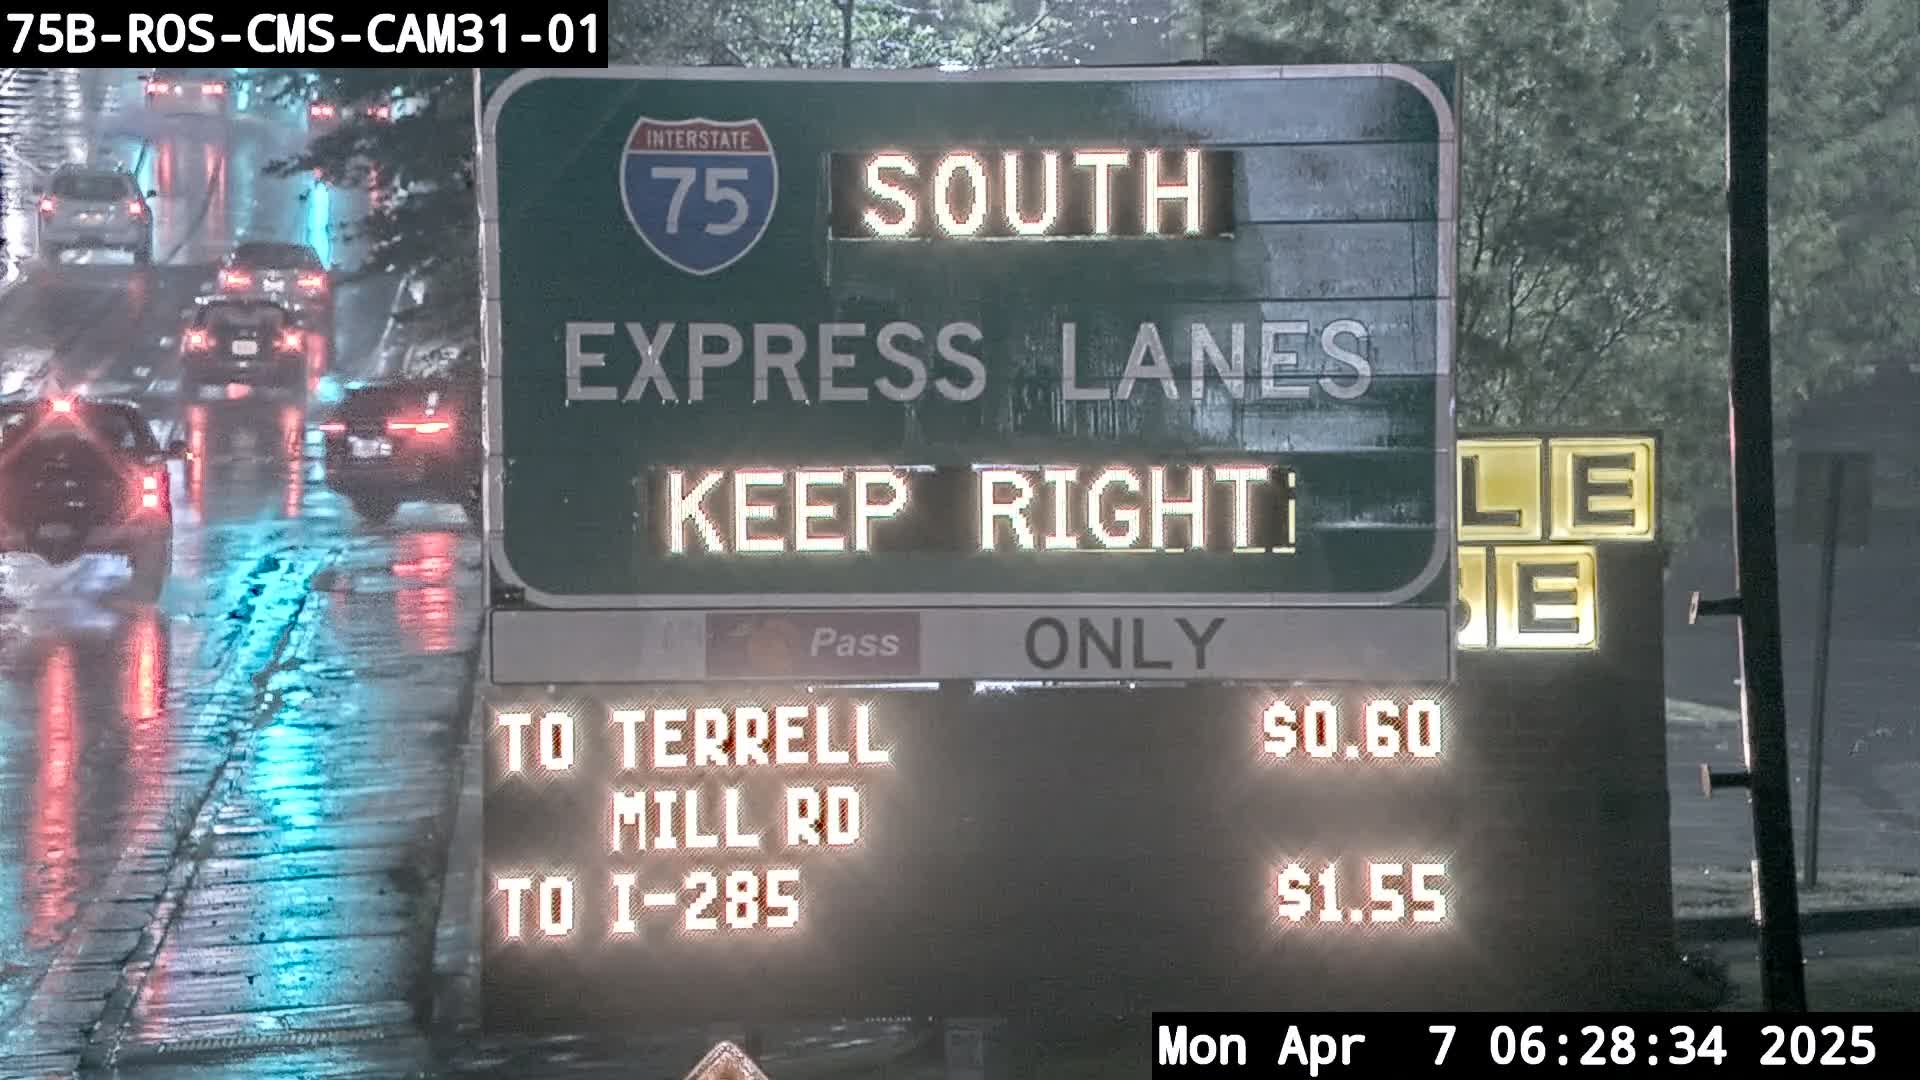 75B-ROS-CMS-CAM31-01
INTERSTATE
75
SOUTH
EXPRESS LANES
KEEP RIGHT
Pass ONLY
TO TERRELL $0.60
MILL RD
TO I-285 $1.55
LE
E
Mon Apr 7 06:28:34 2025